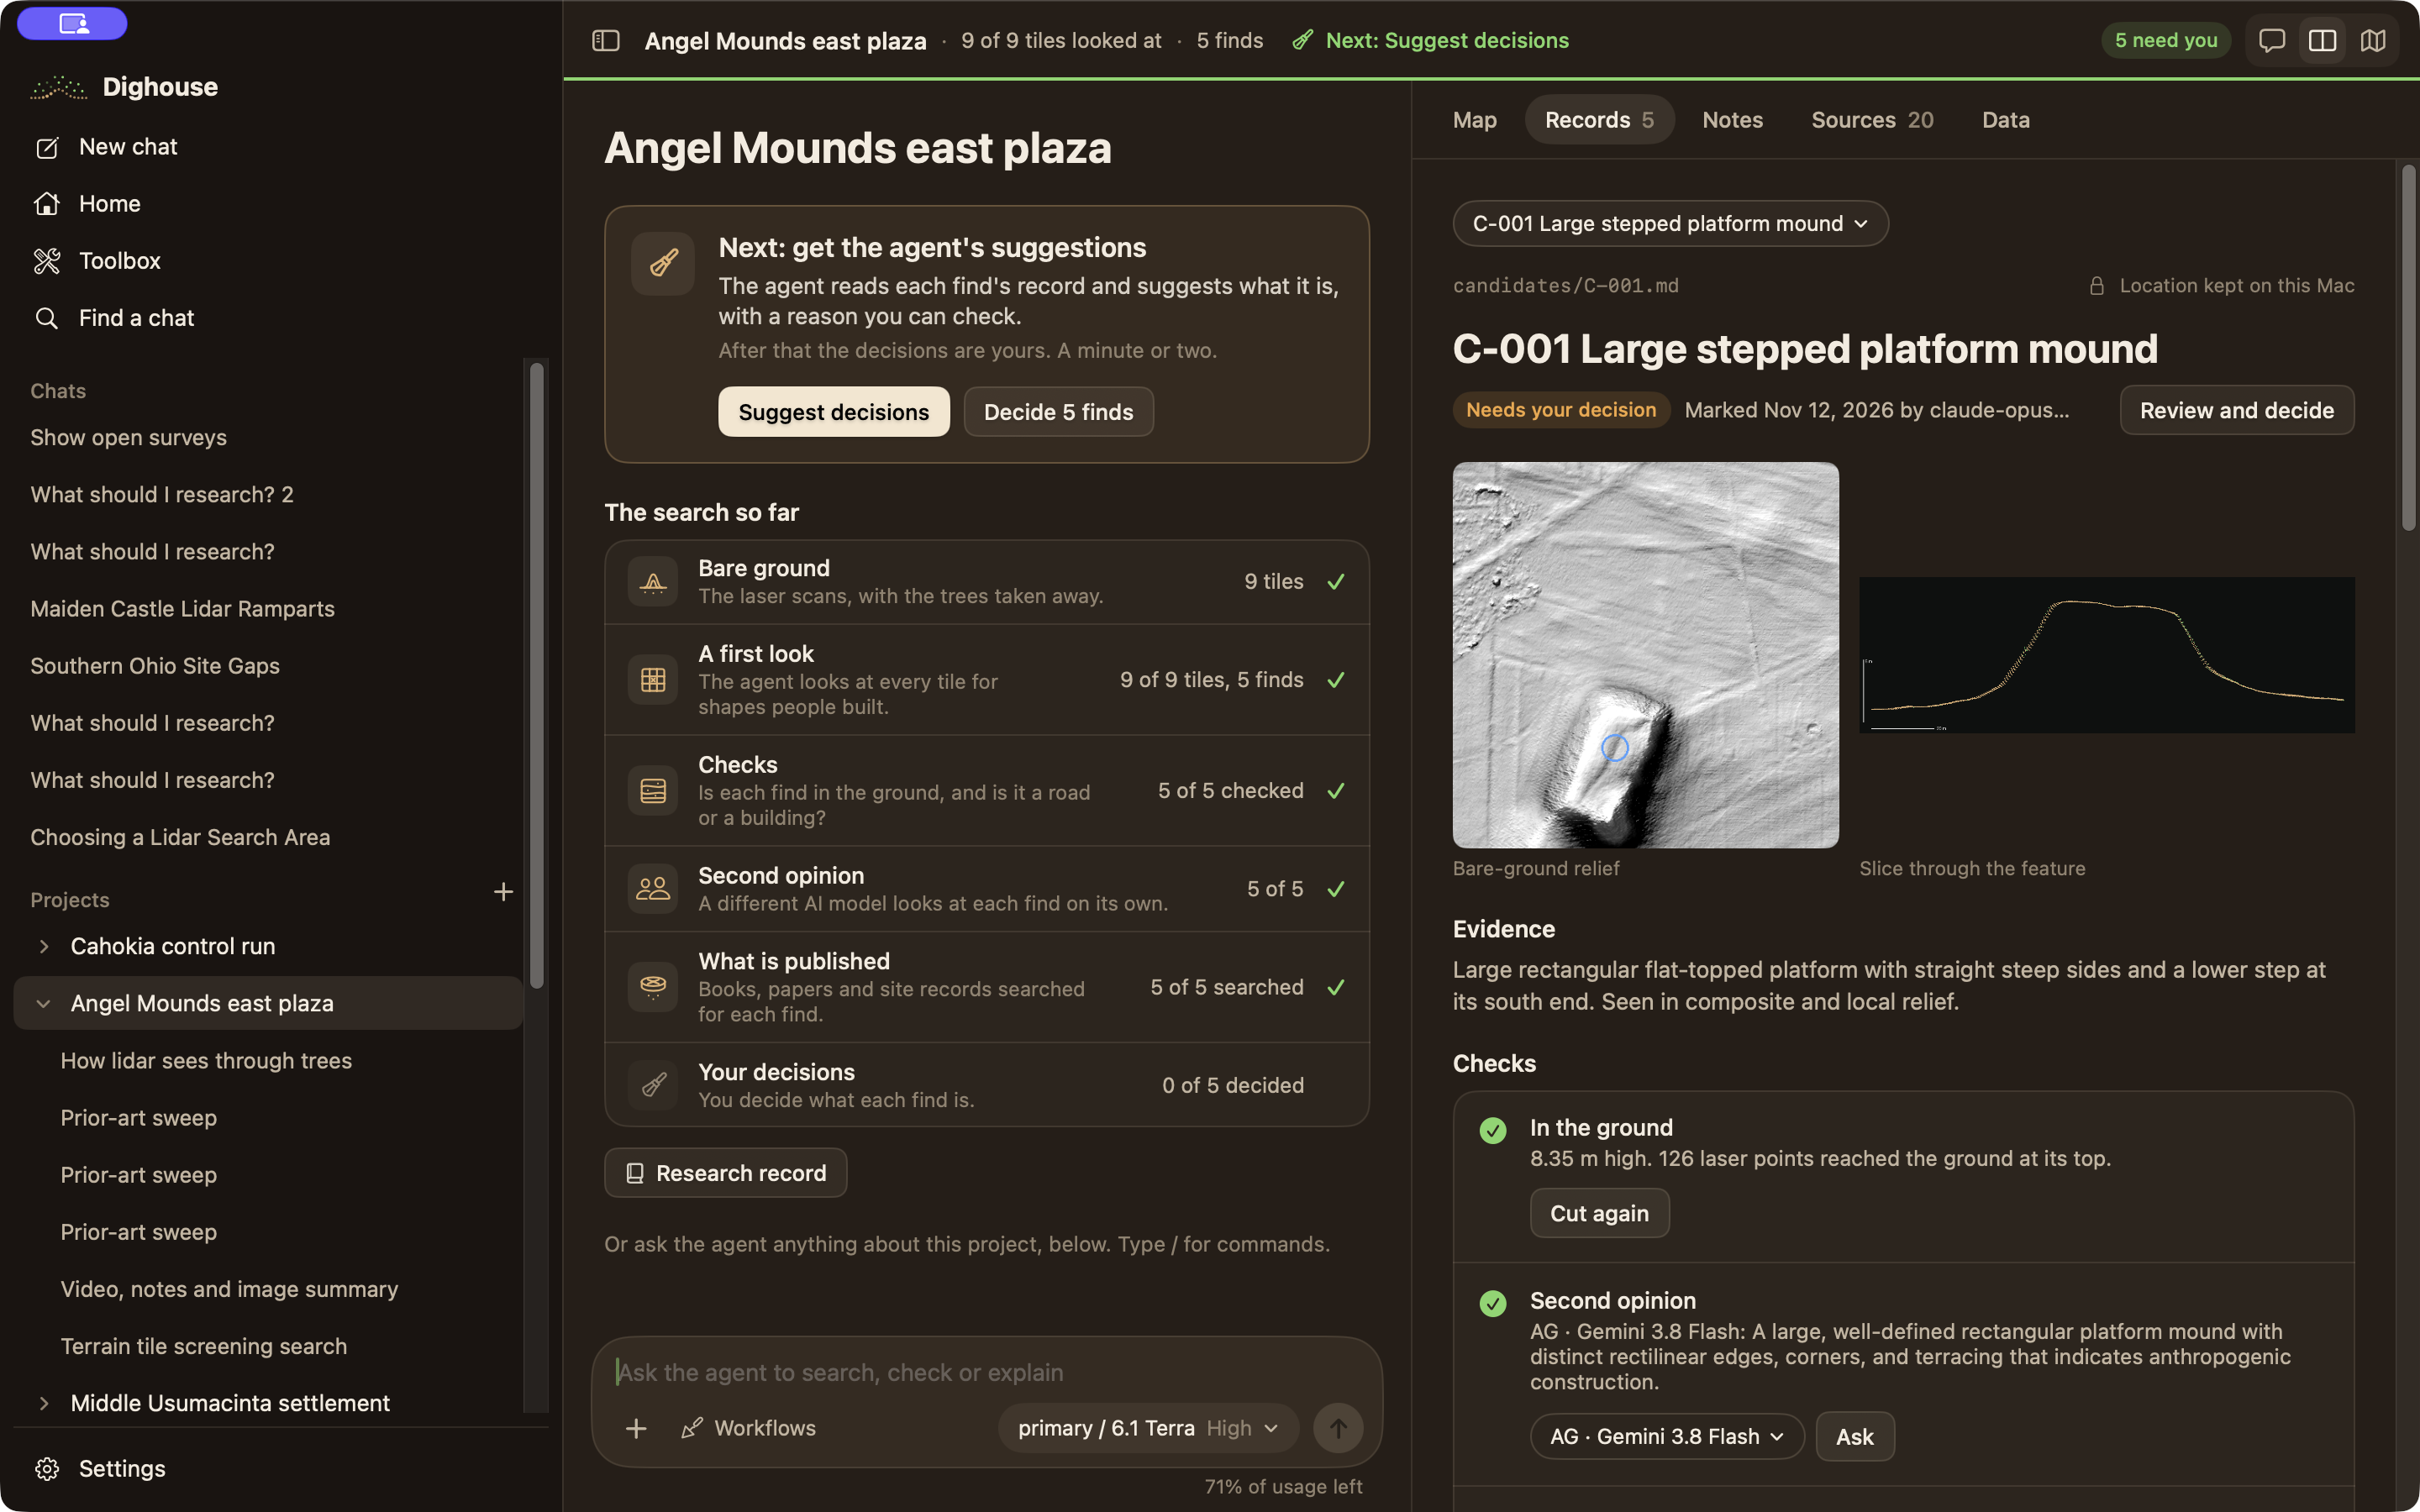 Dighouse
New chat
Home
Toolbox
Find a chat
Chats
Show open surveys
What should I research? 2
What should I research?
Maiden Castle Lidar Ramparts
Southern Ohio Site Gaps
What should I research?
What should I research?
Choosing a Lidar Search Area
Projects
Cahokia control run
Angel Mounds east plaza
How lidar sees through trees
Prior-art sweep
Prior-art sweep
Prior-art sweep
Video, notes and image summary
Terrain tile screening search
Middle Usumacinta settlement
Settings
Angel Mounds east plaza · 9 of 9 tiles looked at · 5 finds Next: Suggest decisions
5 need you
Angel Mounds east plaza
Next: get the agent's suggestions
The agent reads each find's record and suggests what it is,
with a reason you can check.
After that the decisions are yours. A minute or two.
Suggest decisions Decide 5 finds
The search so far
Bare ground
The laser scans, with the trees taken away.
9 tiles
A first look
The agent looks at every tile for
shapes people built.
9 of 9 tiles, 5 finds
Checks
Is each find in the ground, and is it a road
or a building?
5 of 5 checked
Second opinion
A different AI model looks at each find on its own.
5 of 5
What is published
Books, papers and site records searched
for each find.
5 of 5 searched
Your decisions
You decide what each find is.
0 of 5 decided
Research record
Or ask the agent anything about this project, below. Type / for commands.
Ask the agent to search, check or explain
Workflows
primary / 6.1 Terra High
71% of usage left
Map Records 5 Notes Sources 20 Data
C-001 Large stepped platform mound
candidates/C-001.md
Location kept on this Mac
C-001 Large stepped platform mound
Needs your decision Marked Nov 12, 2026 by claude-opus...
Review and decide
Bare-ground relief
Slice through the feature
Evidence
Large rectangular flat-topped platform with straight steep sides and a lower step at
its south end. Seen in composite and local relief.
Checks
In the ground
8.35 m high. 126 laser points reached the ground at its top.
Cut again
Second opinion
AG · Gemini 3.8 Flash: A large, well-defined rectangular platform mound with
distinct rectilinear edges, corners, and terracing that indicates anthropogenic
construction.
AG · Gemini 3.8 Flash Ask